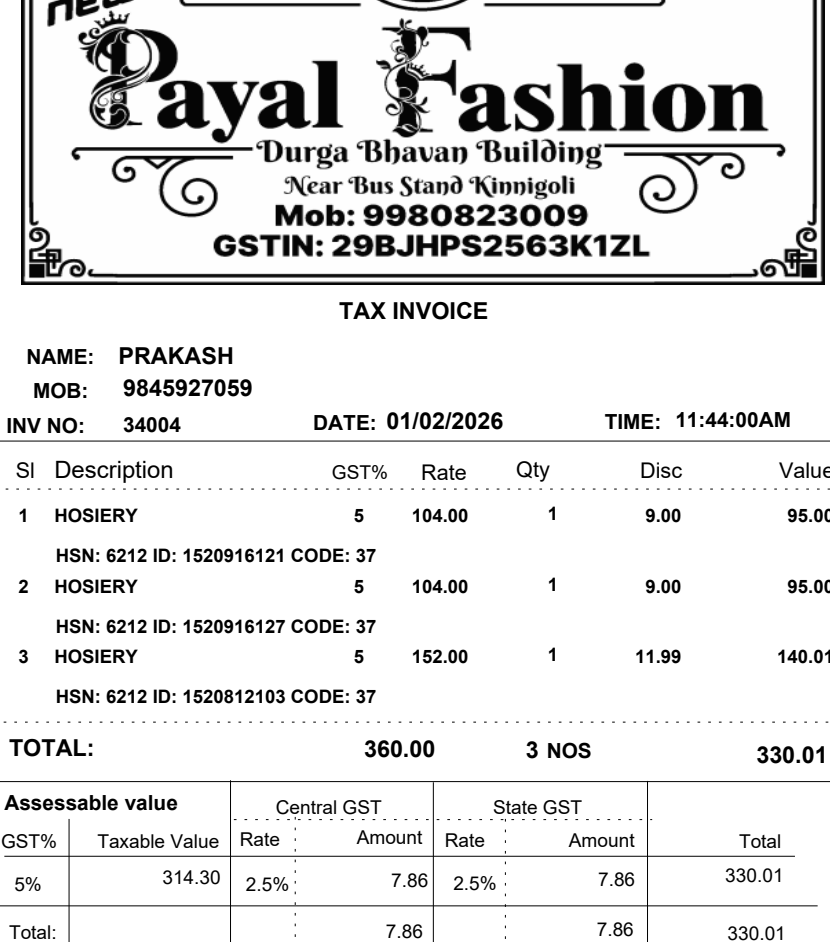 new
Payal Fashion
Durga Bhavan Building
Near Bus Stand Kinnigoli
Mob: 9980823009
GSTIN: 29BJHPS2563K1ZL
TAX INVOICE
NAME: PRAKASH
MOB: 9845927059
INV NO: 34004 DATE: 01/02/2026 TIME: 11:44:00AM
Sl Description GST% Rate Qty Disc Value
1 HOSIERY 5 104.00 1 9.00 95.00
HSN: 6212 ID: 1520916121 CODE: 37
2 HOSIERY 5 104.00 1 9.00 95.00
HSN: 6212 ID: 1520916127 CODE: 37
3 HOSIERY 5 152.00 1 11.99 140.01
HSN: 6212 ID: 1520812103 CODE: 37
TOTAL: 360.00 3 NOS 330.01
Assessable value Central GST State GST
GST% Taxable Value Rate Amount Rate Amount Total
5% 314.30 2.5% 7.86 2.5% 7.86 330.01
Total: 7.86 7.86 330.01